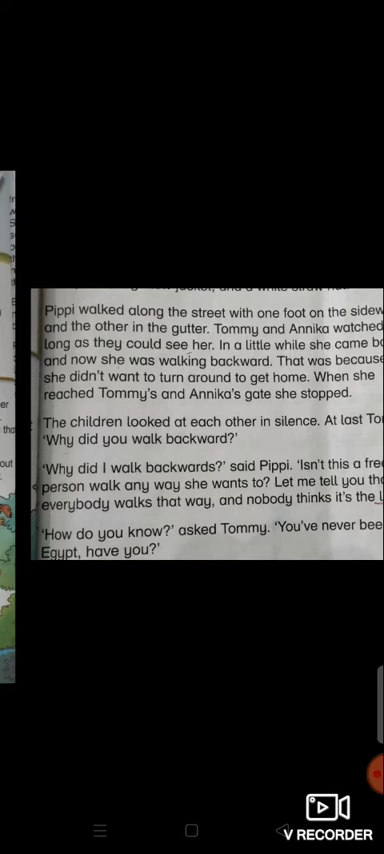 Pippi walked along the street with one foot on the sidew
and the other in the gutter. Tommy and Annika watched
long as they could see her. In a little while she came b
and now she was walking backward. That was because
she didn't want to turn around to get home. When she
reached Tommy's and Annika's gate she stopped.
The children looked at each other in silence. At last To
'Why did you walk backward?'
'Why did I walk backwards?' said Pippi. 'Isn't this a fre
person walk any way she wants to? Let me tell you th
everybody walks that way, and nobody thinks it's the l
'How do you know?' asked Tommy. 'You've never bee
Egypt, have you?'
er
tha
out
V RECORDER